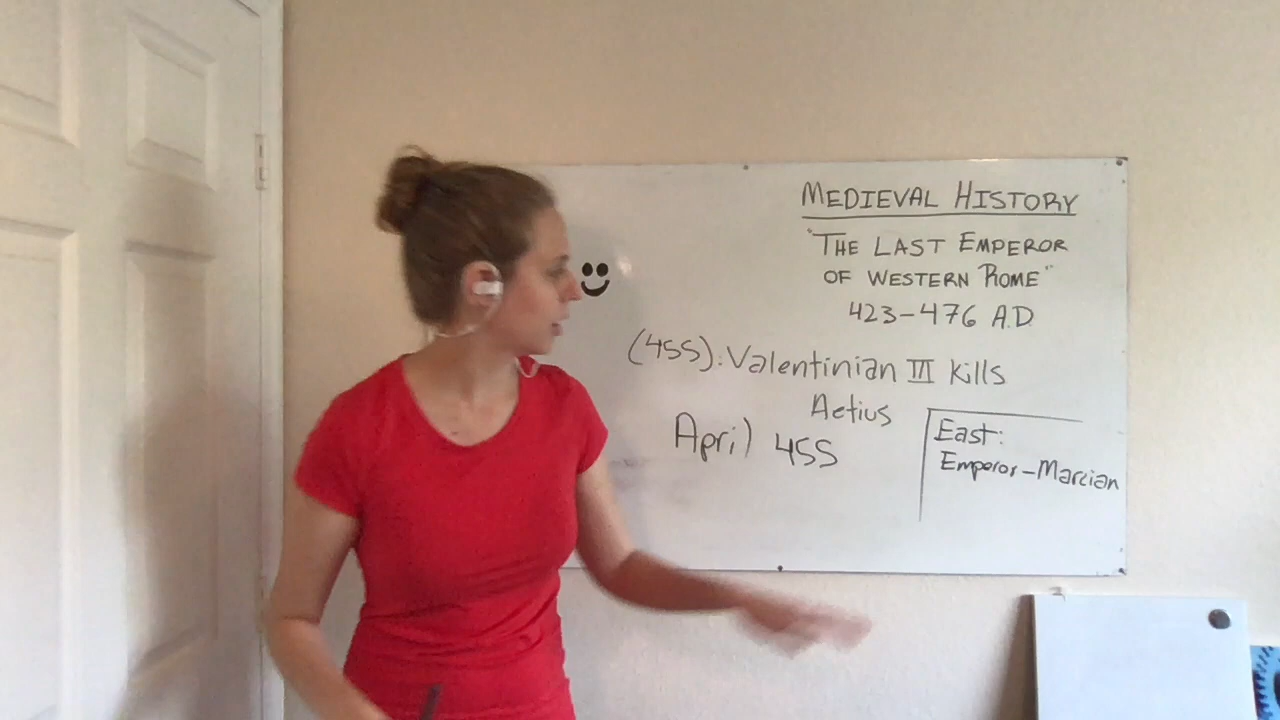 MEDIEVAL HISTORY
"THE LAST EMPEROR
OF WESTERN ROME"
423-476 A.D
(455): Valentinian III kills
Aetius
April 455
East:
Emperor-Marcian